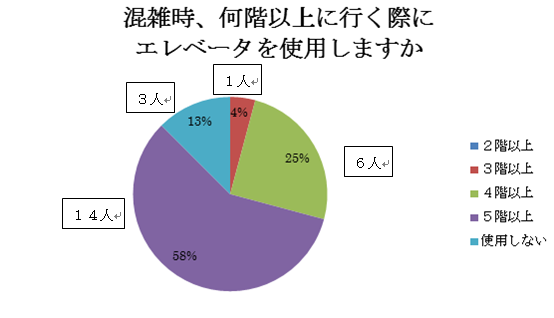 混雑時、何階以上に行く際に
エレベータを使用しますか
１人↵
３人↵
4%
13%
25%
６人↵
１４人↵
58%
２階以上
３階以上
４階以上
５階以上
使用しない